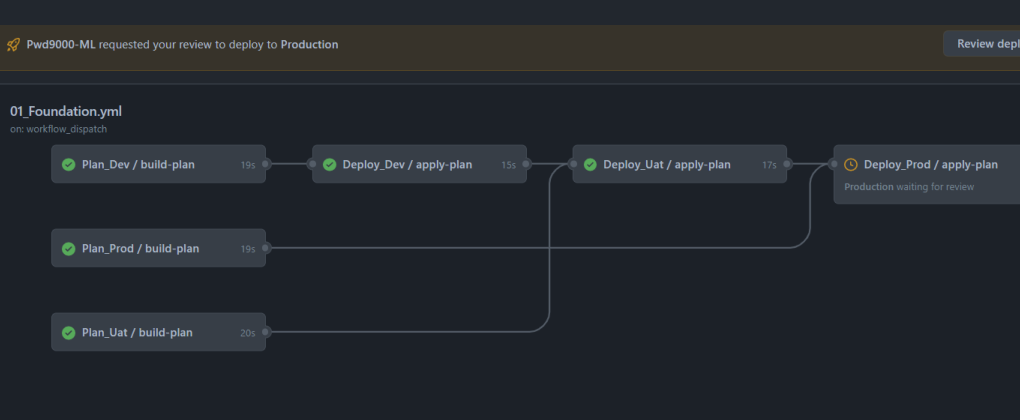 Pwd9000-ML requested your review to deploy to Production
Review depl
01_Foundation.yml
on: workflow_dispatch
Plan_Dev / build-plan 19s
Deploy_Dev / apply-plan 15s
Deploy_Uat / apply-plan 17s
Deploy_Prod / apply-plan
Production waiting for review
Plan_Prod / build-plan 19s
Plan_Uat / build-plan 20s